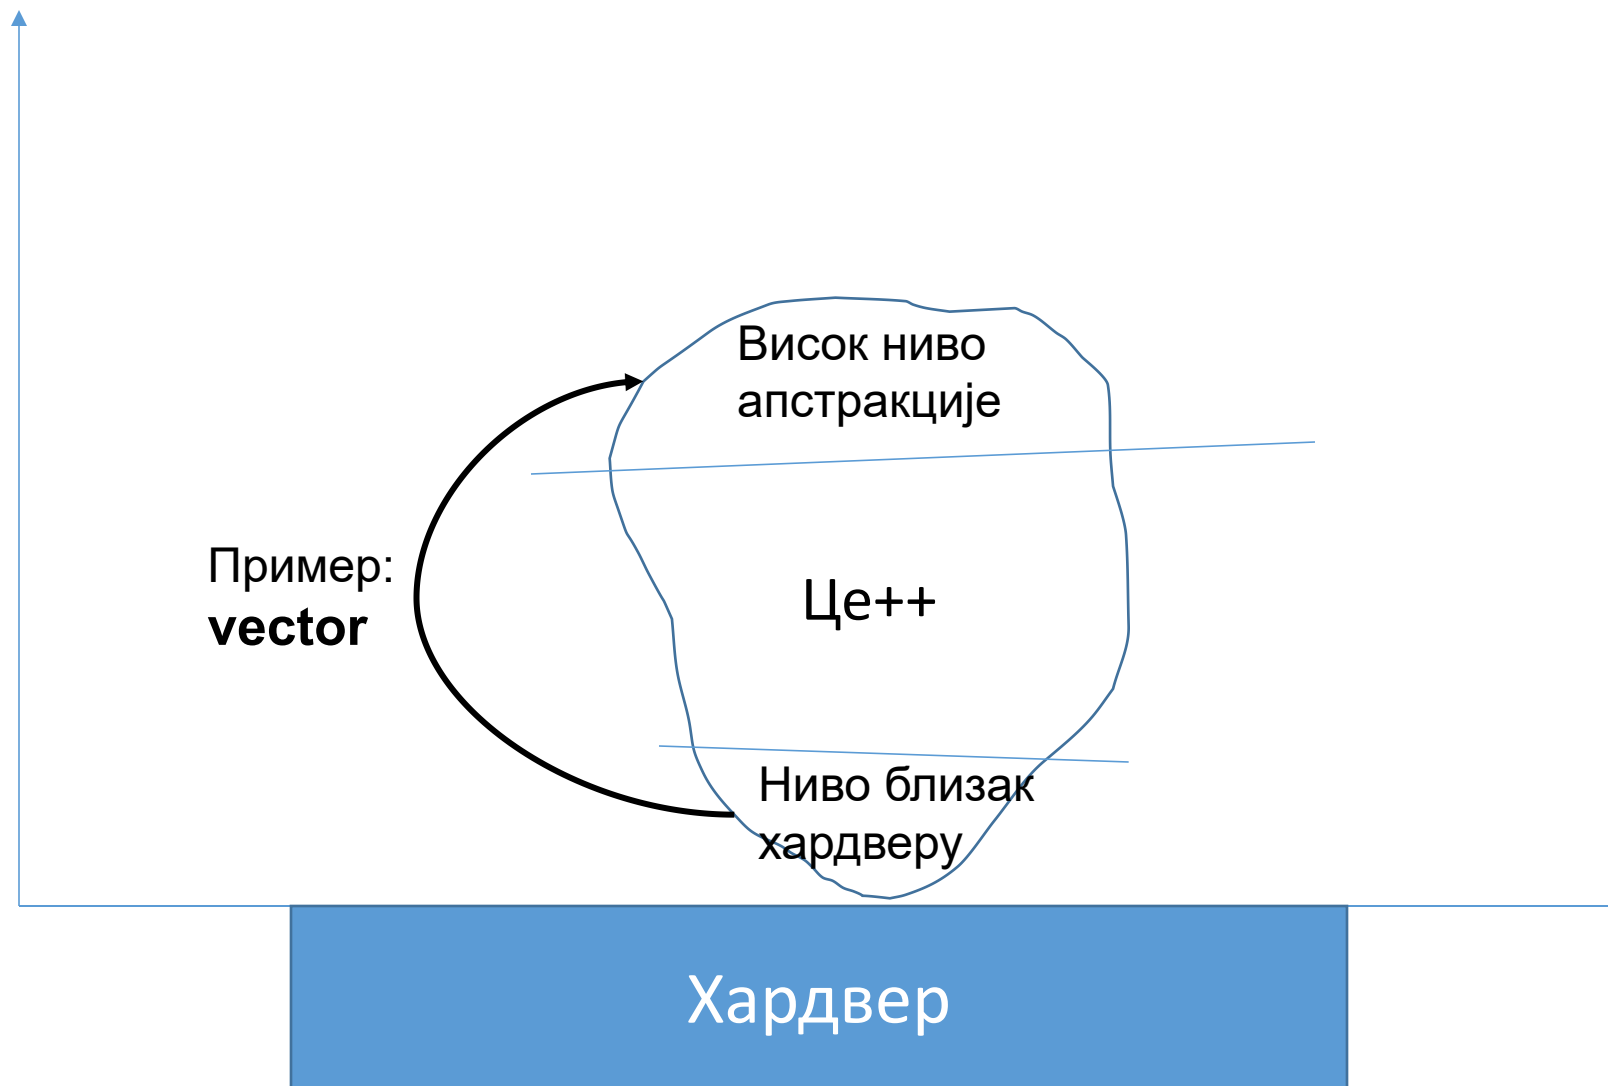 Висок ниво
апстракције
Пример:
vector
Це++
Ниво близак
хардверу
Хардвер